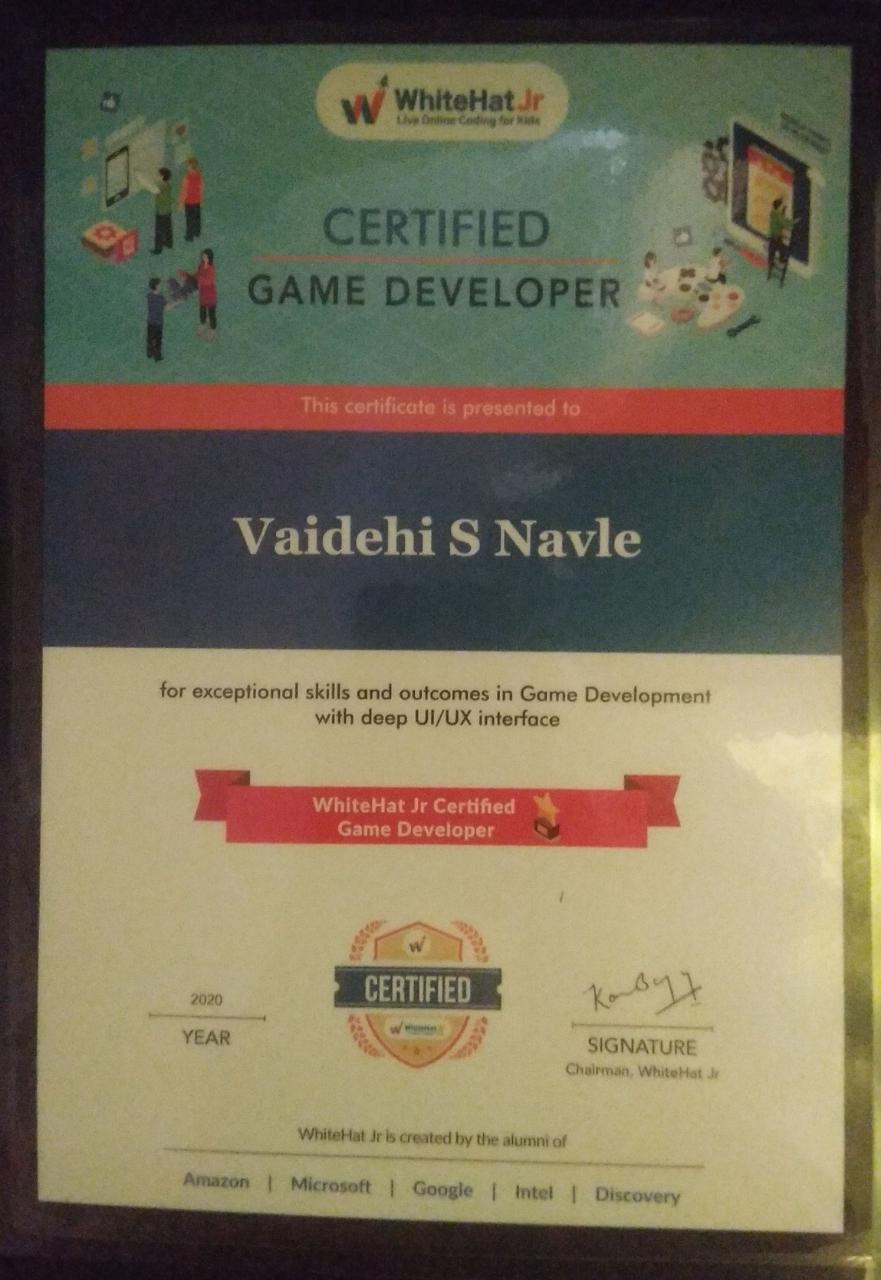 WhiteHat Jr
Live Online Coding for Kids
CERTIFIED
GAME DEVELOPER
This certificate is presented to
Vaidehi S Navle
for exceptional skills and outcomes in Game Development
with deep UI/UX interface
WhiteHat Jr Certified
Game Developer
CERTIFIED
WhiteHat Jr
2020
YEAR
SIGNATURE
Chairman, WhiteHat Jr
WhiteHat Jr is created by the alumni of
Amazon | Microsoft | Google | Intel | Discovery